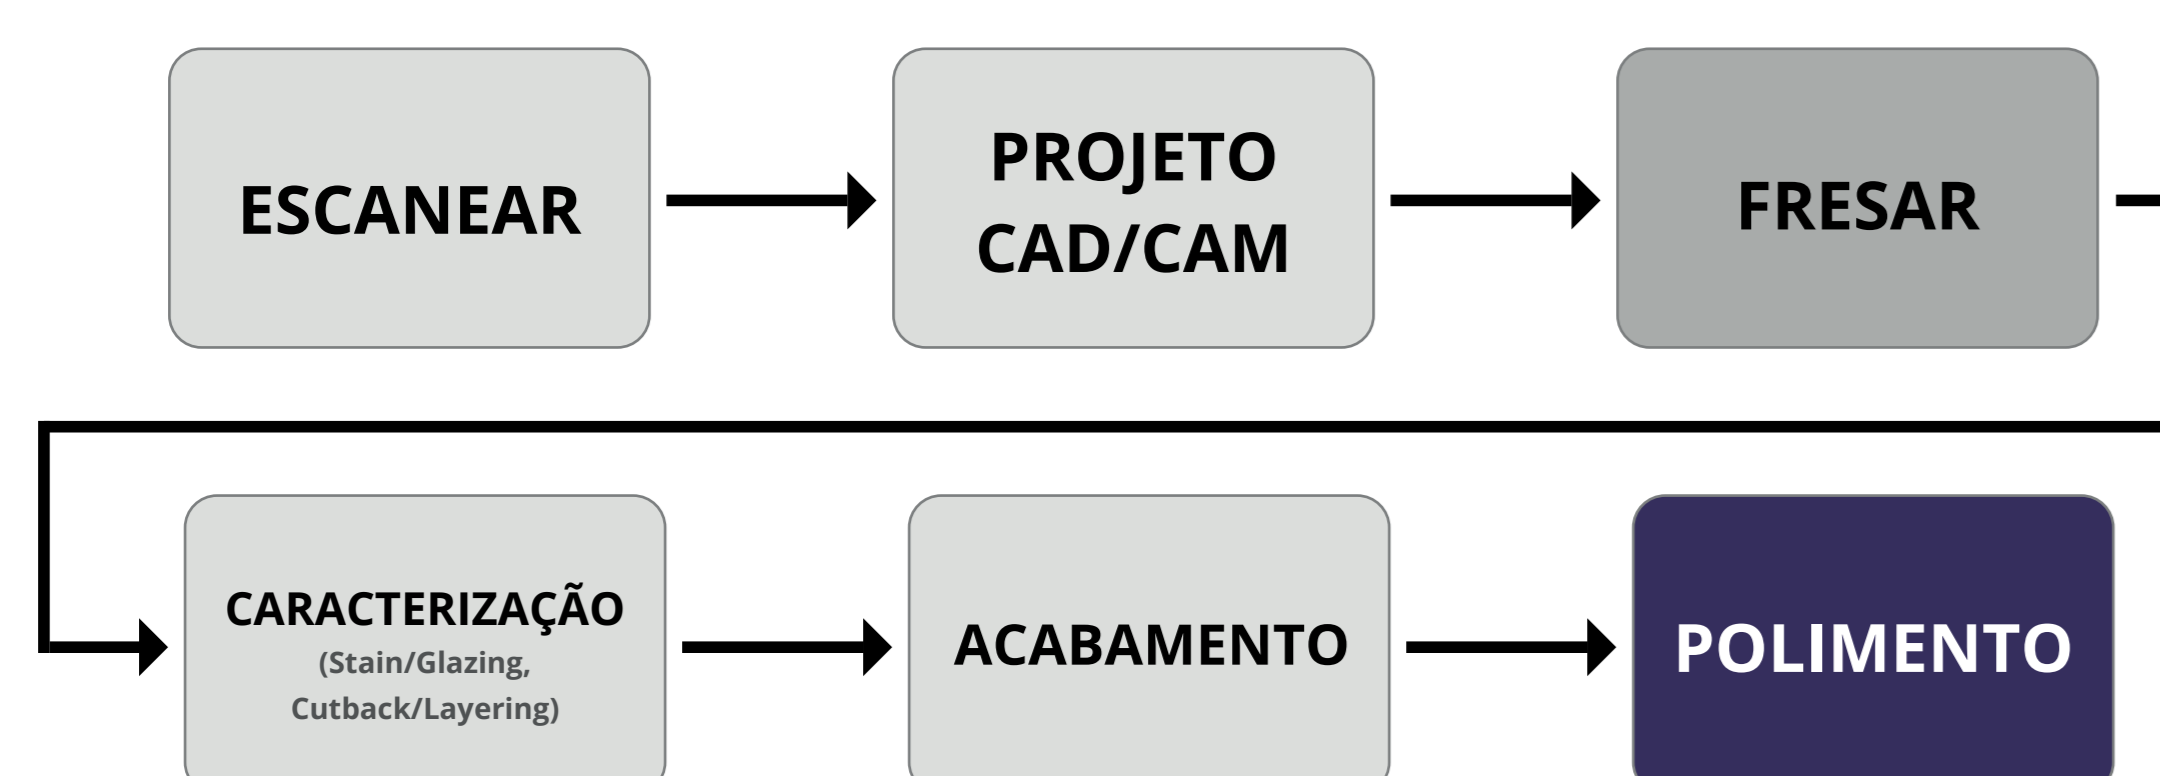 ESCANEAR
PROJETO
CAD/CAM
FRESAR
CARACTERIZAÇÃO
(Stain/Glazing,
Cutback/Layering)
ACABAMENTO
POLIMENTO